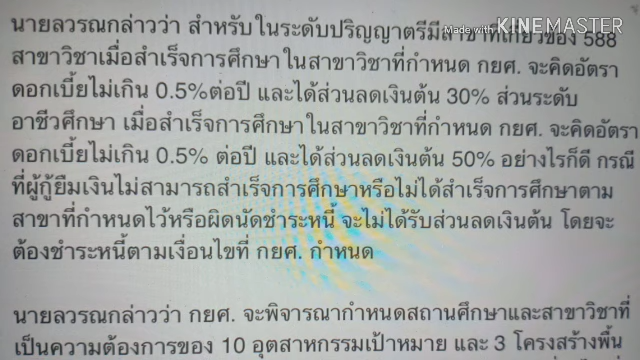 Made with KINEMASTER
นายลวรณกล่าวว่า สำหรับในระดับปริญญาตรีมีสาขาที่เกี่ยวข้อง 588
สาขาวิชาเมื่อสำเร็จการศึกษาในสาขาวิชาที่กำหนด กยศ. จะคิดอัตรา
ดอกเบี้ยไม่เกิน 0.5%ต่อปี และได้ส่วนลดเงินต้น 30% ส่วนระดับ
อาชีวศึกษา เมื่อสำเร็จการศึกษาในสาขาวิชาที่กำหนด กยศ. จะคิดอัตรา
ดอกเบี้ยไม่เกิน 0.5% ต่อปี และได้ส่วนลดเงินต้น 50% อย่างไรก็ดี กรณี
ที่ผู้กู้ยืมเงินไม่สามารถสำเร็จการศึกษาหรือไม่ได้สำเร็จการศึกษาตาม
สาขาที่กำหนดไว้หรือผิดนัดชำระหนี้ จะไม่ได้รับส่วนลดเงินต้น โดยจะ
ต้องชำระหนี้ตามเงื่อนไขที่ กยศ. กำหนด
นายลวรณกล่าวว่า กยศ. จะพิจารณากำหนดสถานศึกษาและสาขาวิชาที่
เป็นความต้องการของ 10 อุตสาหกรรมเป้าหมาย และ 3 โครงสร้างพื้น